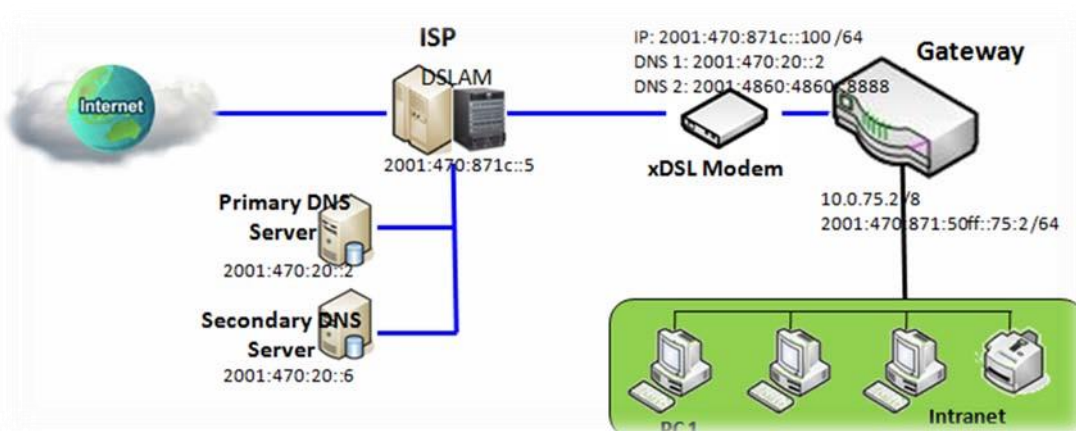 ISP
DSLAM
Internet
2001:470:871c::5
Primary DNS
Server
2001:470:20::2
Secondary DNS
Server
2001:470:20::6
IP: 2001:470:871c::100 /64
DNS 1: 2001:470:20::2
DNS 2: 2001:4860:4860::8888
Gateway
xDSL Modem
10.0.75.2 /8
2001:470:871:50ff::75:2/64
PC1
Intranet